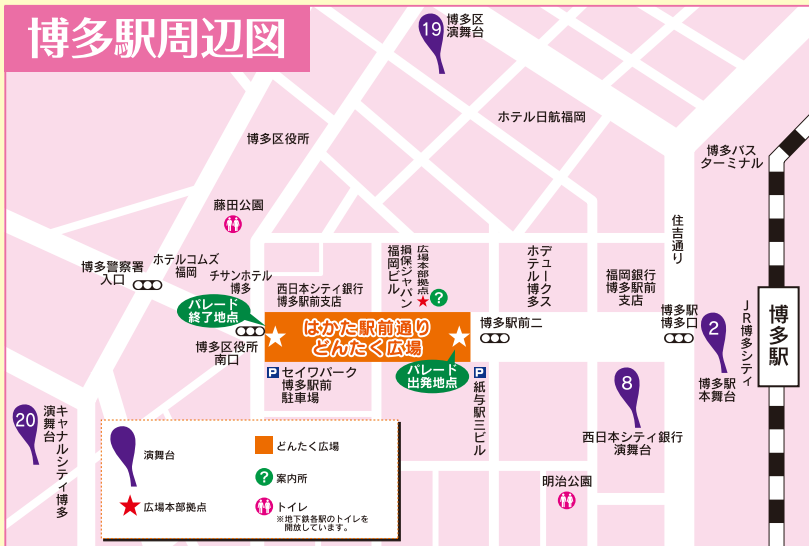 博多駅周辺図
19
博多区
演舞台
ホテル日航福岡
博多区役所
博多バス
ターミナル
藤田公園
住吉通り
博多警察署
入口
ホテルコムズ
福岡
チサンホテル
博多
西日本シティ銀行
博多駅前支店
損保ジャパン
福岡ビル
広場本部拠点
?
デュークス
ホテル博多
福岡銀行
博多駅前
支店
パレード
終了地点
はかた駅前通り
どんたく広場
博多駅前二
博多駅
博多口
2
JR博多シティ
博多駅
博多区役所
南口
P
セイワパーク
博多駅前
駐車場
パレード
出発地点
P
紙与駅三ビル
8
博多駅
本舞台
西日本シティ銀行
演舞台
20
キャナルシティ博多
演舞台
明治公園
演舞台
どんたく広場
?
案内所
広場本部拠点
トイレ
※地下鉄各駅のトイレを
開放しています。